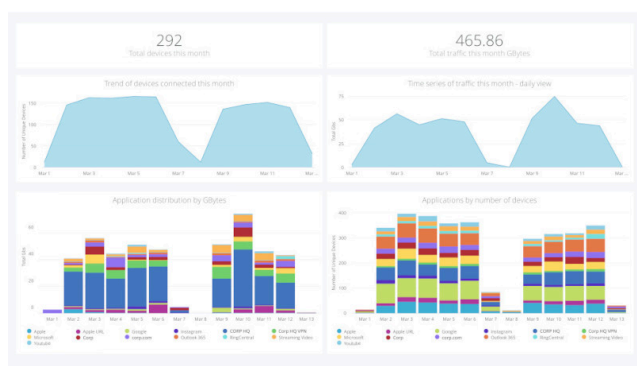 292
Total devices this month
465.86
Total traffic this month GBytes
Trend of devices connected this month
Number of Unique Devices
150
100
50
0
Mar 1 Mar 3 Mar 5 Mar 7 Mar 9 Mar 11 Mar ...
Time series of traffic this month - daily view
Total Gbs
75
50
25
0
Mar 1 Mar 3 Mar 5 Mar 7 Mar 9 Mar 11 Mar ...
Application distribution by GBytes
Total Gbs
60
40
20
0
Mar 1 Mar 2 Mar 3 Mar 4 Mar 5 Mar 6 Mar 7 Mar 8 Mar 9 Mar 10 Mar 11 Mar 12 Mar 13
Apple Apple URL Google Instagram CORP HQ Corp HQ VPN
Microsoft Corp corp.com Outlook 365 RingCentral Streaming Video
Youtube
Applications by number of devices
Number of Unique Devices
400
300
200
100
0
Mar 1 Mar 2 Mar 3 Mar 4 Mar 5 Mar 6 Mar 7 Mar 8 Mar 9 Mar 10 Mar 11 Mar 12 Mar 13
Apple Apple URL Google Instagram CORP HQ Corp HQ VPN
Microsoft Corp corp.com Outlook 365 RingCentral Streaming Video
Youtube